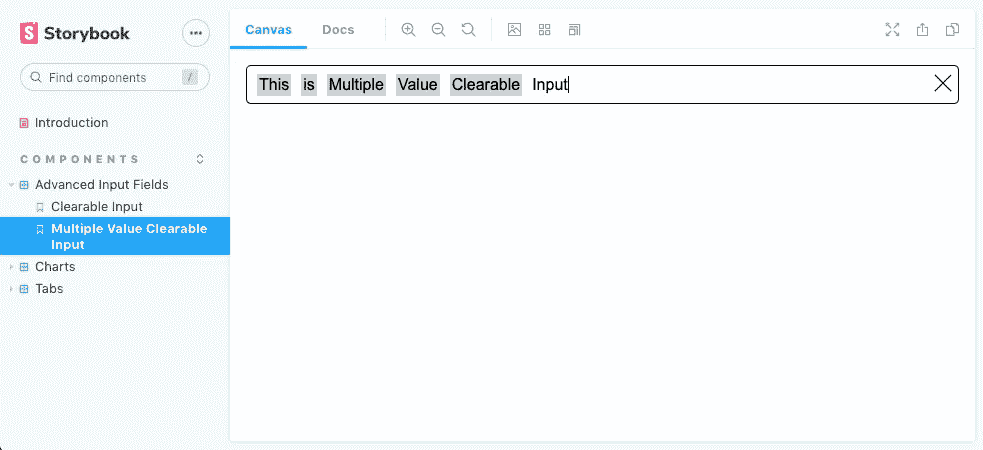 Storybook
Find components /
Introduction
COMPONENTS
Advanced Input Fields
Clearable Input
Multiple Value Clearable
Input
Charts
Tabs
Canvas Docs
This is Multiple Value Clearable Input